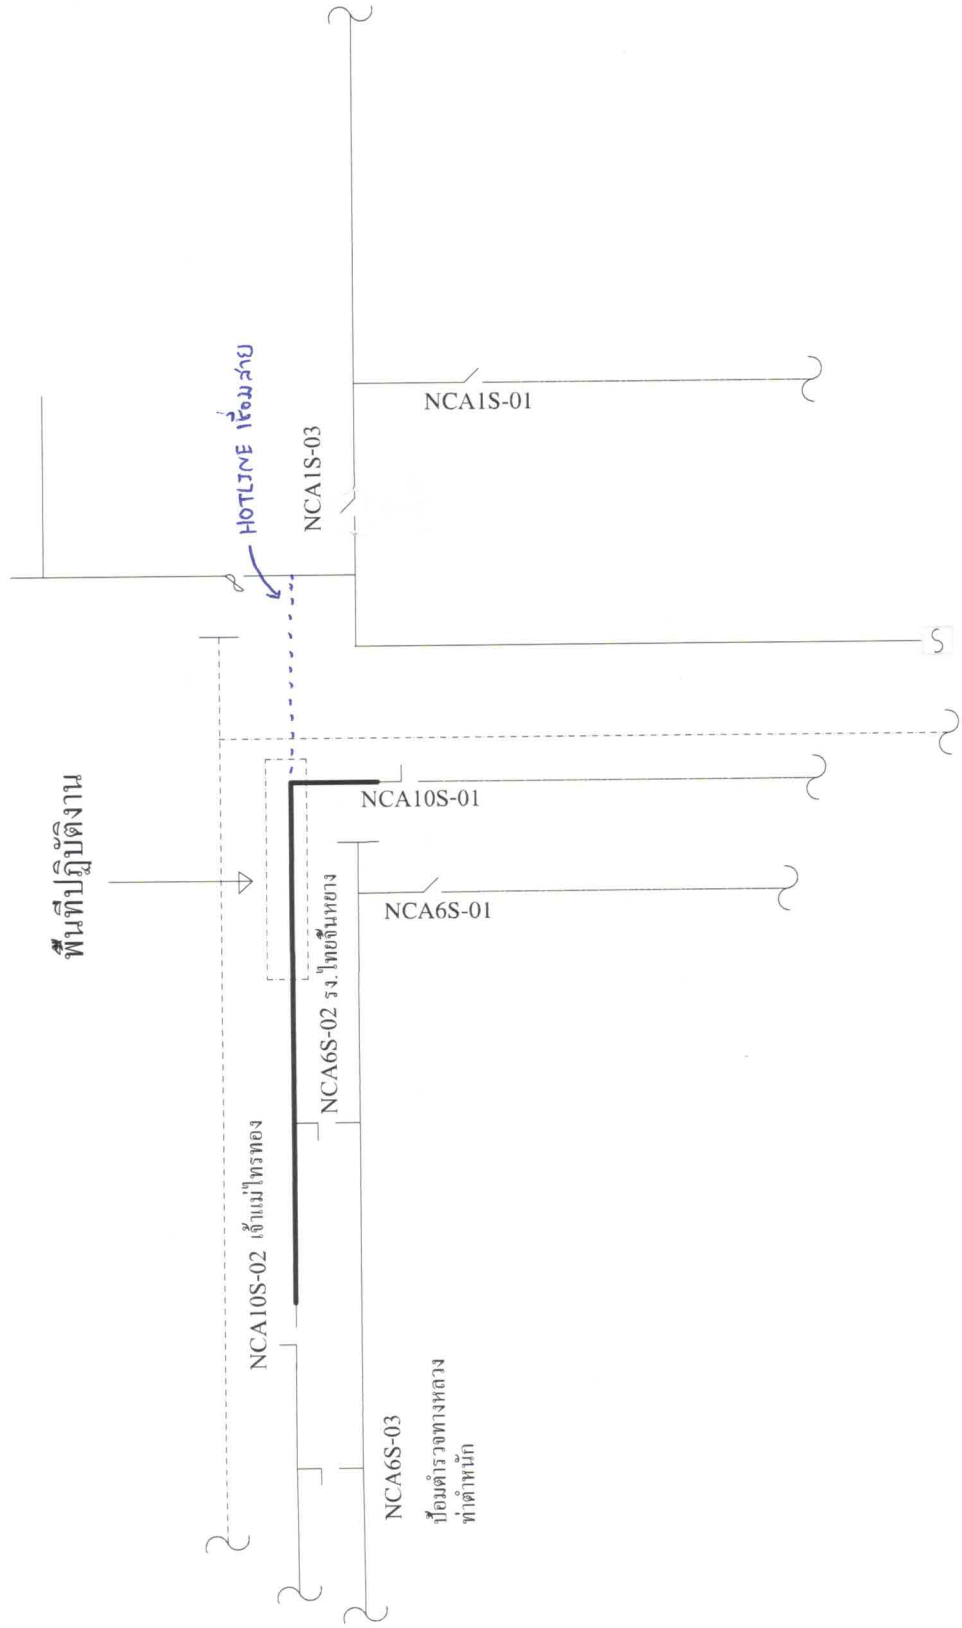 พื้นที่ปฏิบัติงาน
HOTLINE เชื่อมสาย
NCA10S-02 เจ้าแม่ไทรทอง
NCA6S-02 รง.ไทยจีนหยาง
NCA1S-03
NCA6S-03
ป้อมตำรวจทางหลวง
ท่าตำหนัก
NCA10S-01
NCA6S-01
NCA1S-01
S